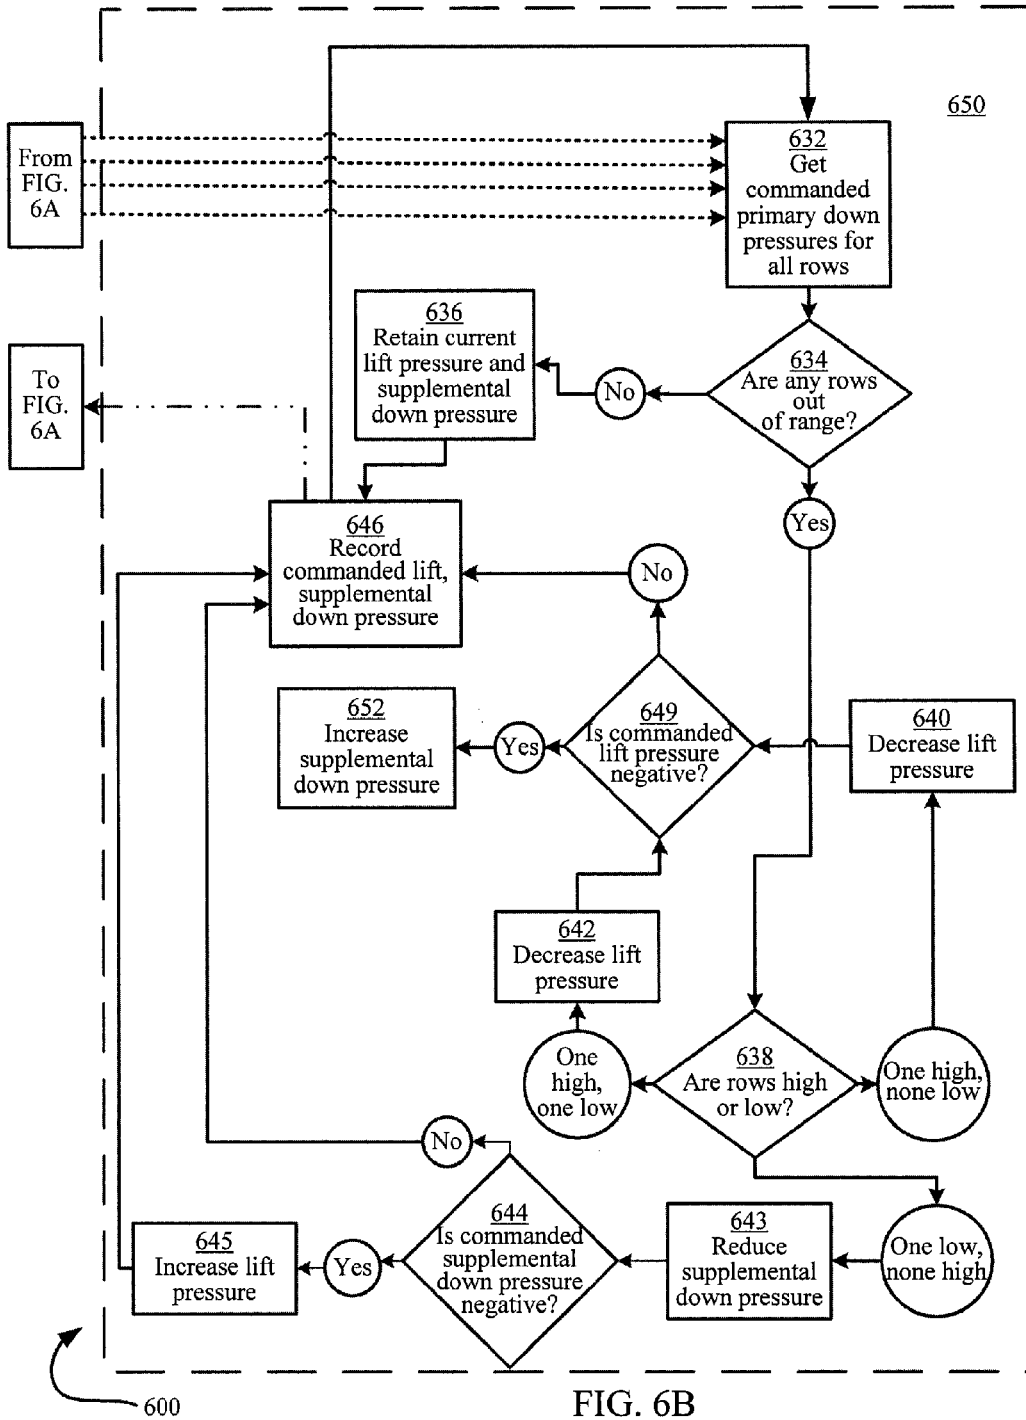 650
From
FIG.
6A
632
Get
commanded
primary down
pressures for
all rows
636
Retain current
lift pressure and
supplemental
down pressure
No
634
Are any rows
out
of range?
To
FIG.
6A
Yes
646
Record
commanded lift,
supplemental
down pressure
No
652
Increase
supplemental
down pressure
Yes
649
Is commanded
lift pressure
negative?
640
Decrease lift
pressure
642
Decrease lift
pressure
One
high,
one low
638
Are rows high
or low?
One high,
none low
No
645
Increase lift
pressure
Yes
644
Is commanded
supplemental
down pressure
negative?
643
Reduce
supplemental
down pressure
One low,
none high
600
FIG. 6B